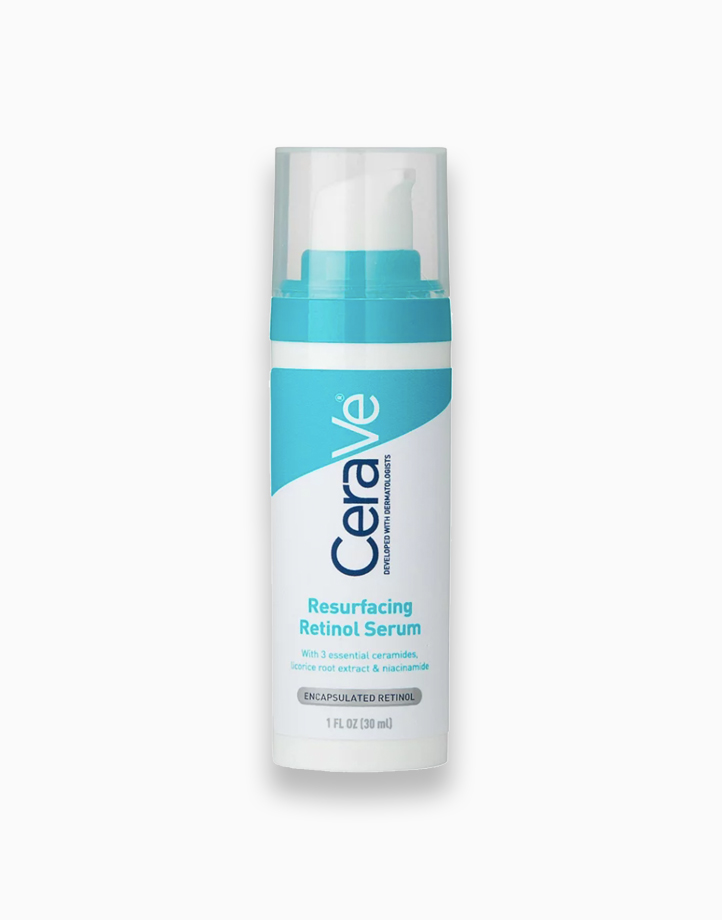 CeraVe®
DEVELOPED WITH DERMATOLOGISTS
Resurfacing
Retinol Serum
With 3 essential ceramides,
licorice root extract & niacinamide
ENCAPSULATED RETINOL
1 FL OZ (30 ml)